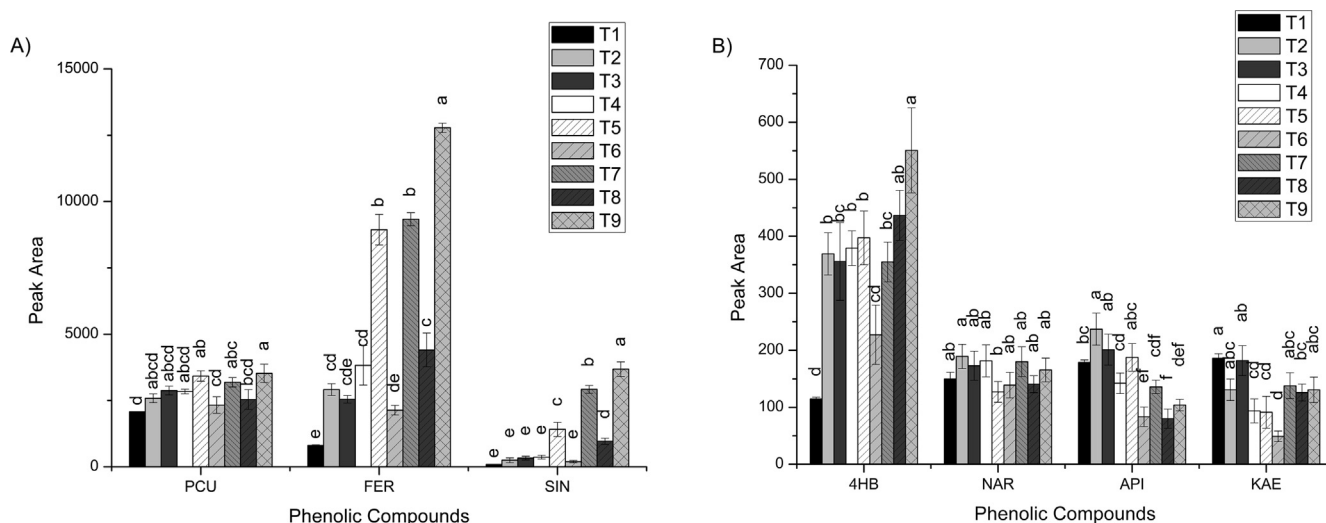 A)
T1
T2
T3
T4
T5
T6
T7
T8
T9
15000
10000
5000
0
Peak Area
d abcd abcd abcd ab cd abc bcd a
e cd cde cd b de b c a
e e e e c e b d a
PCU FER SIN
Phenolic Compounds
B)
T1
T2
T3
T4
T5
T6
T7
T8
T9
700
600
500
400
300
200
100
0
Peak Area
d b bc b b cd bc ab a
ab a ab ab b ab ab ab ab
bc a ab cd abc ef cdf f def
a abc ab cd cd d abc bc abc
4HB NAR API KAE
Phenolic Compounds